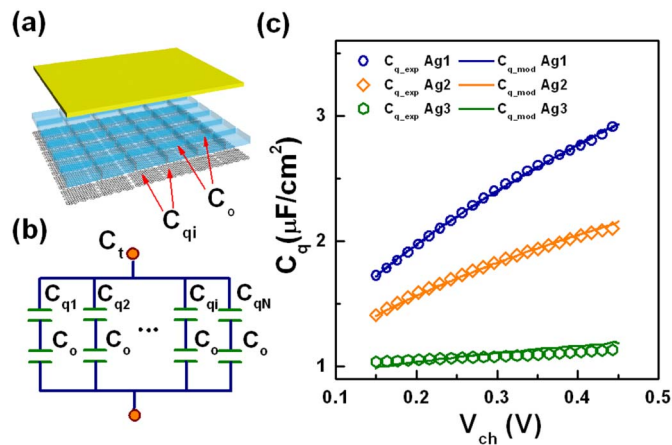 (a)
C_o
C_qi
(b)
C_t
C_q1 C_q2 C_qi C_qN
...
C_o C_o C_o C_o
(c)
C_q_exp Ag1 C_q_mod Ag1
C_q_exp Ag2 C_q_mod Ag2
C_q_exp Ag3 C_q_mod Ag3
C_q (μF/cm²)
3
2
1
0.1 0.2 0.3 0.4 0.5
V_ch (V)